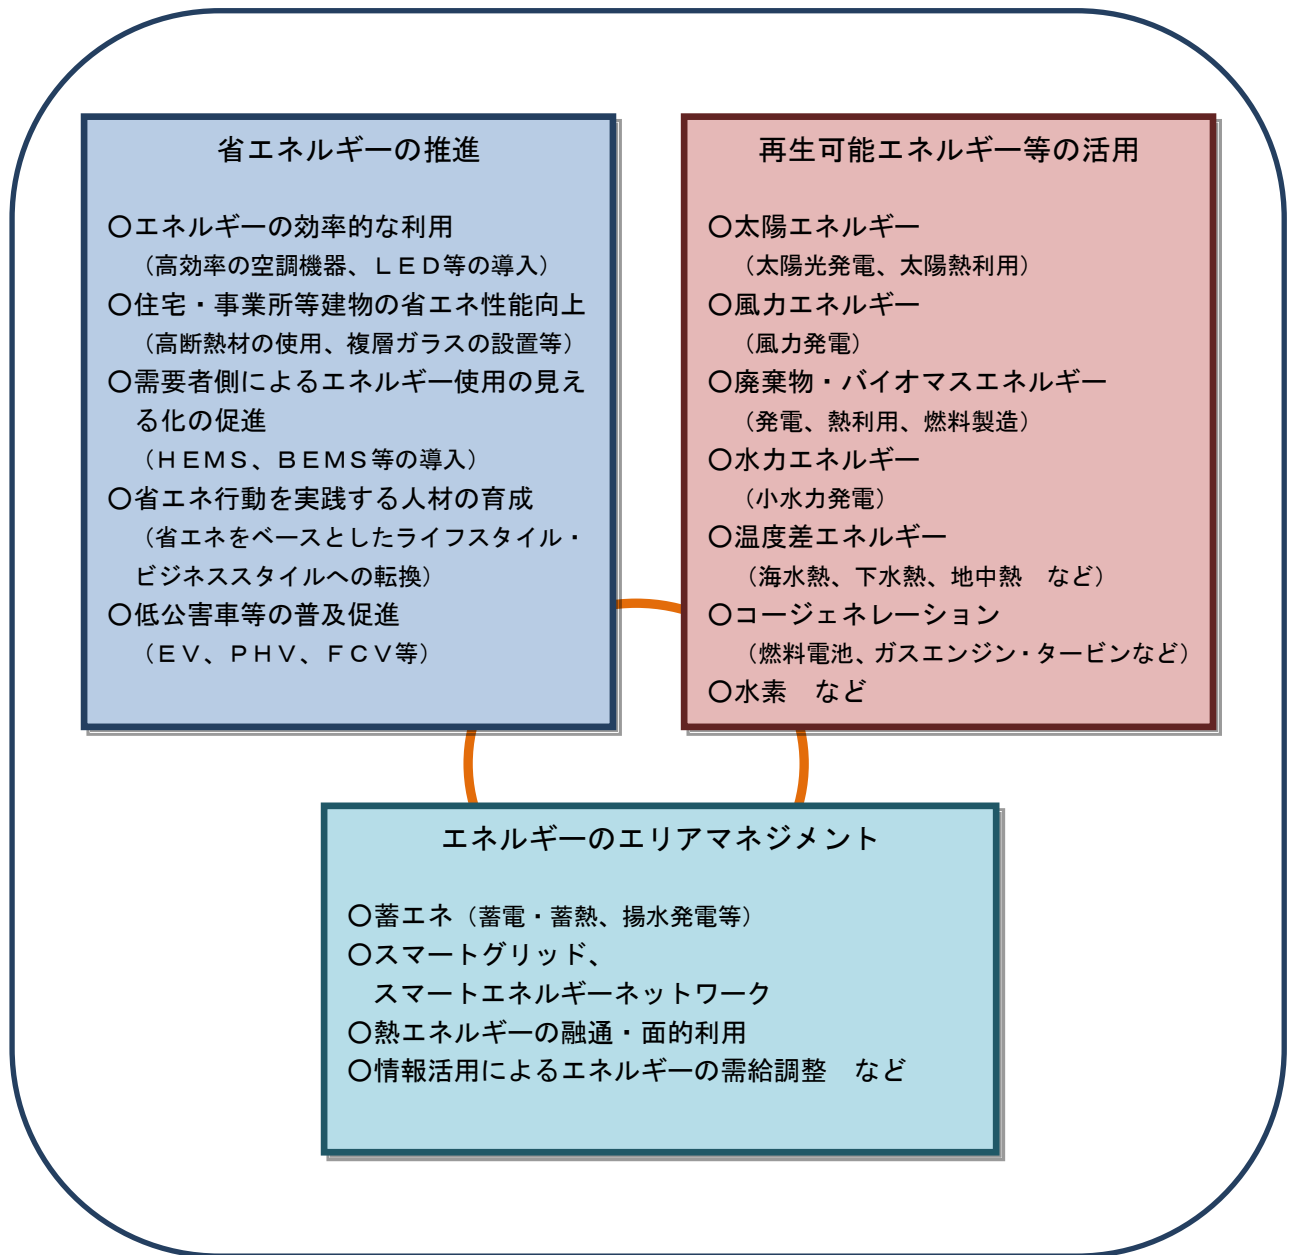 省エネルギーの推進
〇エネルギーの効率的な利用
（高効率の空調機器、ＬＥＤ等の導入）
〇住宅・事業所等建物の省エネ性能向上
（高断熱材の使用、複層ガラスの設置等）
〇需要者側によるエネルギー使用の見え
る化の促進
（ＨＥＭＳ、ＢＥＭＳ等の導入）
〇省エネ行動を実践する人材の育成
（省エネをベースとしたライフスタイル・
ビジネススタイルへの転換）
〇低公害車等の普及促進
（ＥＶ、ＰＨＶ、ＦＣＶ等）
再生可能エネルギー等の活用
〇太陽エネルギー
（太陽光発電、太陽熱利用）
〇風力エネルギー
（風力発電）
〇廃棄物・バイオマスエネルギー
（発電、熱利用、燃料製造）
〇水力エネルギー
（小水力発電）
〇温度差エネルギー
（海水熱、下水熱、地中熱　など）
〇コージェネレーション
（燃料電池、ガスエンジン・タービンなど）
〇水素　など
エネルギーのエリアマネジメント
〇蓄エネ（蓄電・蓄熱、揚水発電等）
〇スマートグリッド、
スマートエネルギーネットワーク
〇熱エネルギーの融通・面的利用
〇情報活用によるエネルギーの需給調整　など